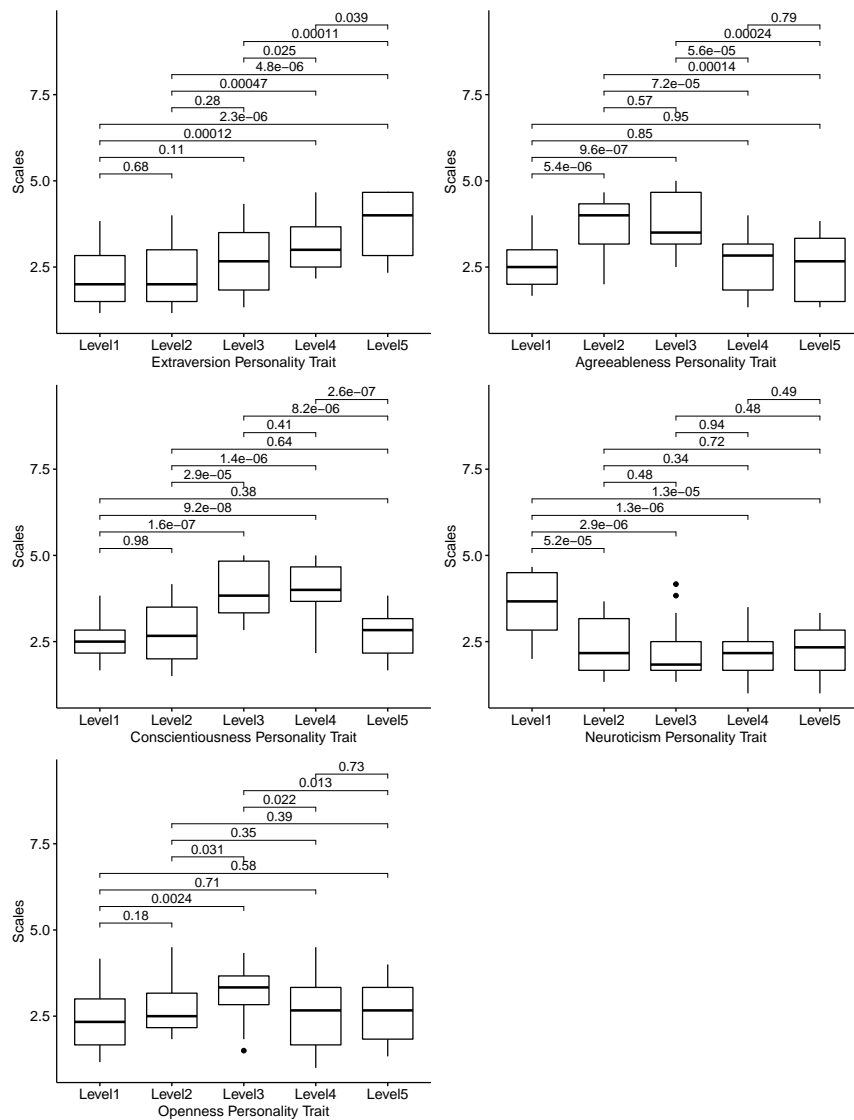 0.039
0.00011
0.025
4.8e−06
0.00047
0.28
2.3e−06
0.00012
0.11
0.68
7.5
5.0
2.5
Scales
Level1 Level2 Level3 Level4 Level5
Extraversion Personality Trait
0.79
0.00024
5.6e−05
0.00014
7.2e−05
0.57
0.95
0.85
9.6e−07
5.4e−06
7.5
5.0
2.5
Scales
Level1 Level2 Level3 Level4 Level5
Agreeableness Personality Trait
2.6e−07
8.2e−06
0.41
0.64
1.4e−06
2.9e−05
0.38
9.2e−08
1.6e−07
0.98
7.5
5.0
2.5
Scales
Level1 Level2 Level3 Level4 Level5
Conscientiousness Personality Trait
0.49
0.48
0.94
0.72
0.34
0.48
1.3e−05
1.3e−06
2.9e−06
5.2e−05
7.5
5.0
2.5
Scales
Level1 Level2 Level3 Level4 Level5
Neuroticism Personality Trait
0.73
0.013
0.022
0.39
0.35
0.031
0.58
0.71
0.0024
0.18
7.5
5.0
2.5
Scales
Level1 Level2 Level3 Level4 Level5
Openness Personality Trait